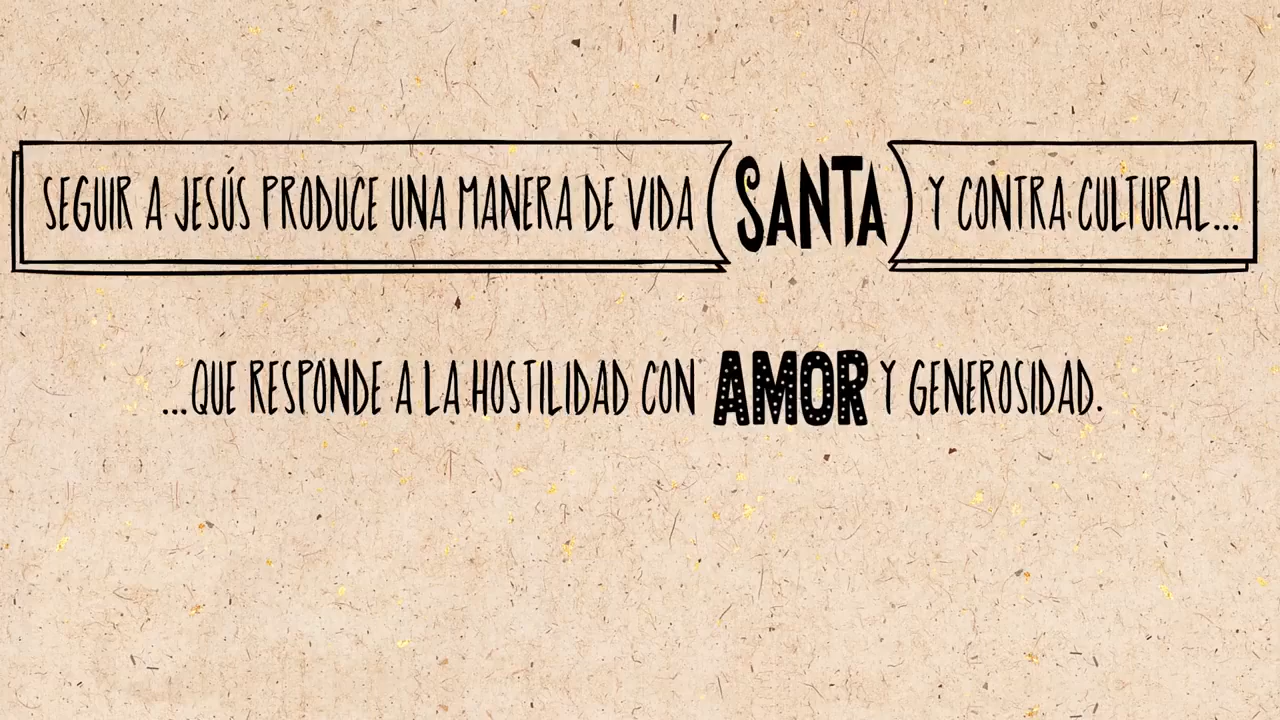 SEGUIR A JESÚS PRODUCE UNA MANERA DE VIDA SANTA Y CONTRA CULTURAL...
...QUE RESPONDE A LA HOSTILIDAD CON AMOR Y GENEROSIDAD.